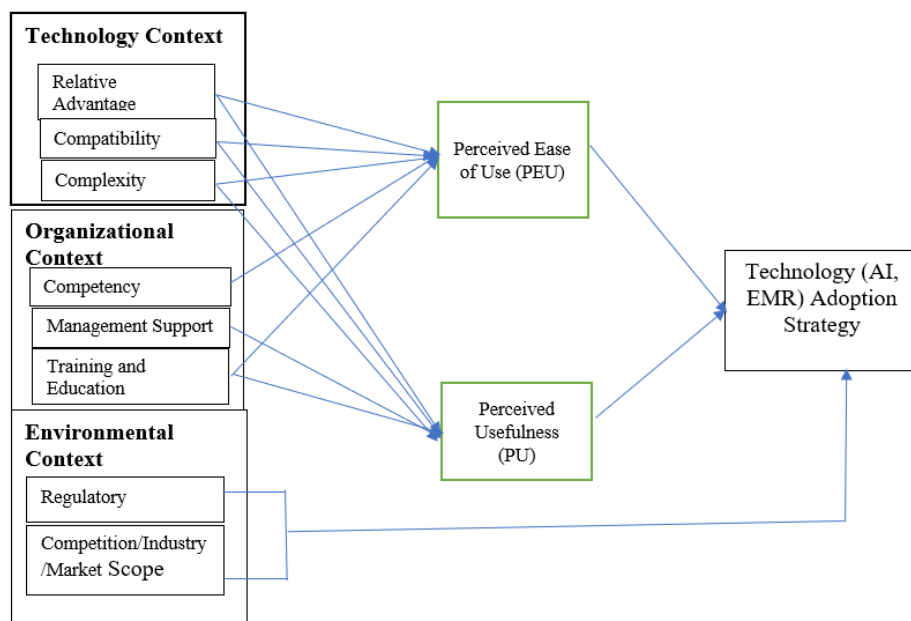 Technology Context
Relative
Advantage
Compatibility
Complexity
Organizational
Context
Competency
Management Support
Training and
Education
Environmental
Context
Regulatory
Competition/Industry
/Market Scope
Perceived Ease
of Use (PEU)
Perceived
Usefulness
(PU)
Technology (AI,
EMR) Adoption
Strategy